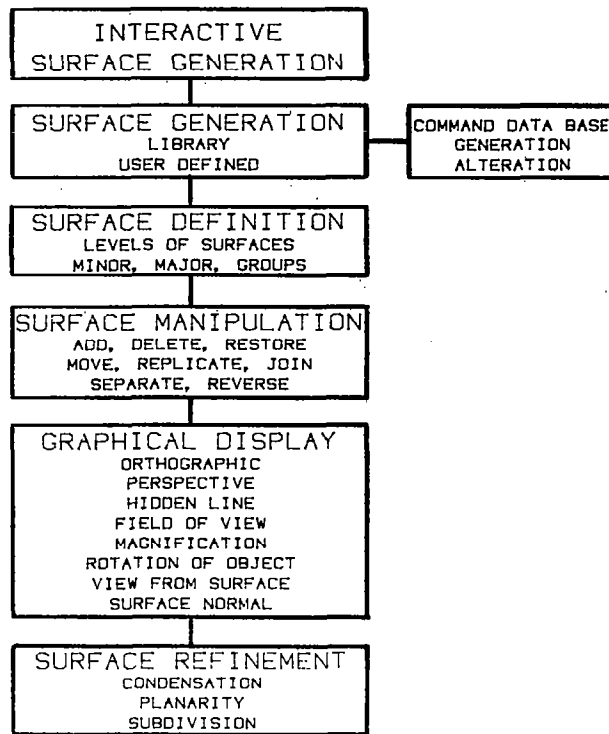 INTERACTIVE
SURFACE GENERATION
SURFACE GENERATION
LIBRARY
USER DEFINED
COMMAND DATA BASE
GENERATION
ALTERATION
SURFACE DEFINITION
LEVELS OF SURFACES
MINOR, MAJOR, GROUPS
SURFACE MANIPULATION
ADD, DELETE, RESTORE
MOVE, REPLICATE, JOIN
SEPARATE, REVERSE
GRAPHICAL DISPLAY
ORTHOGRAPHIC
PERSPECTIVE
HIDDEN LINE
FIELD OF VIEW
MAGNIFICATION
ROTATION OF OBJECT
VIEW FROM SURFACE
SURFACE NORMAL
SURFACE REFINEMENT
CONDENSATION
PLANARITY
SUBDIVISION